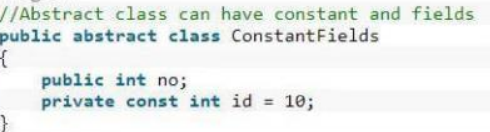 //Abstract class can have constant and fields
public abstract class ConstantFields
{
    public int no;
    private const int id = 10;
}